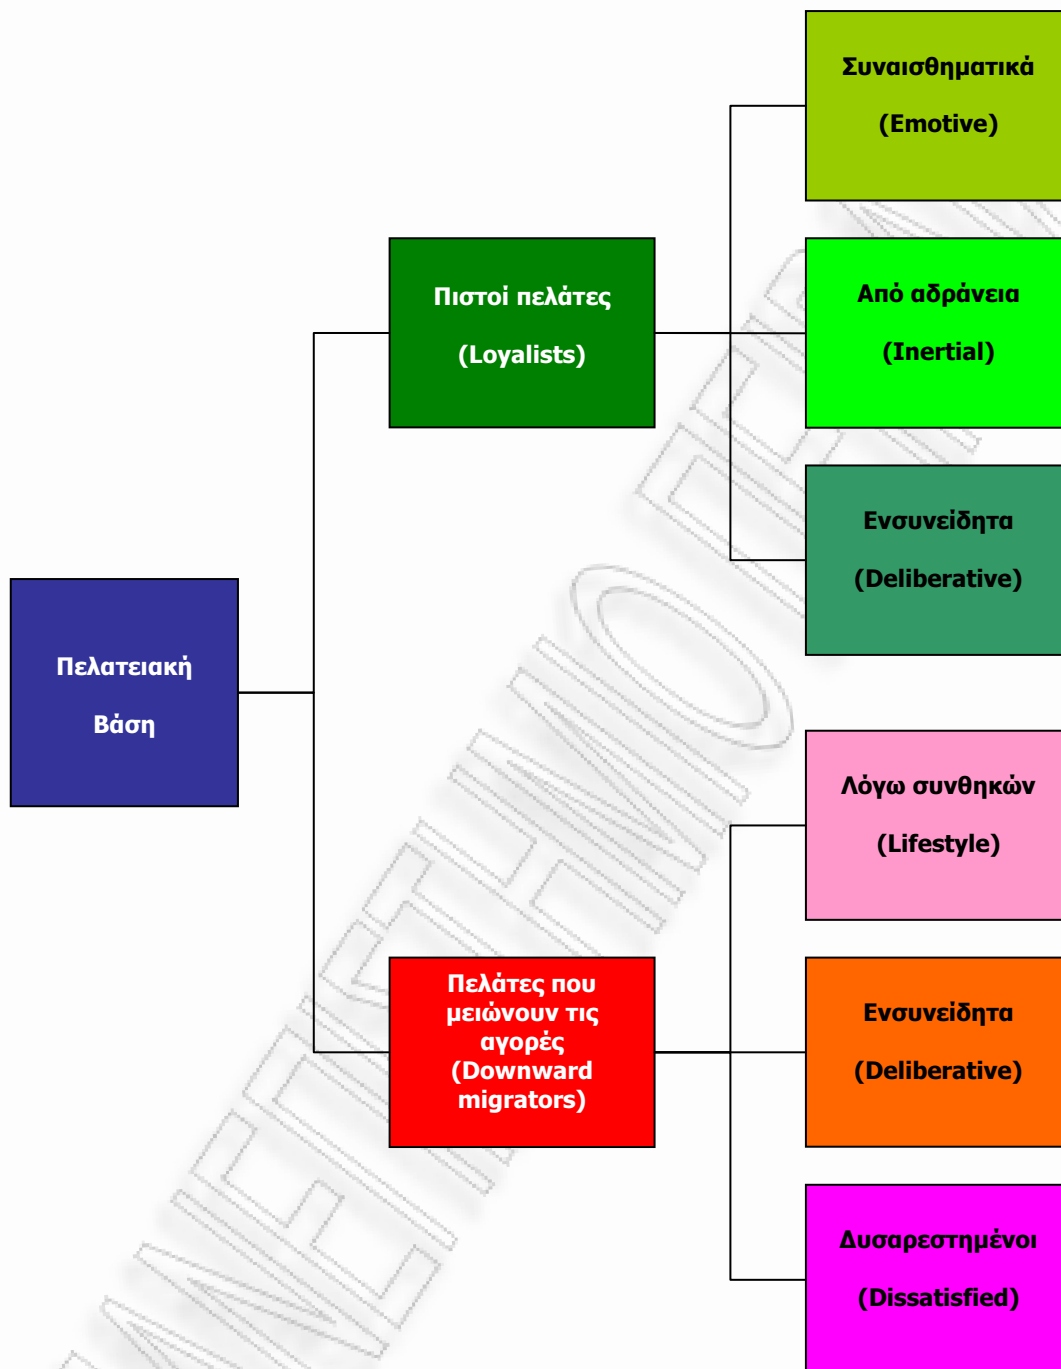 Συναισθηματικά
(Emotive)
Πιστοί πελάτες
(Loyalists)
Από αδράνεια
(Inertial)
Ενσυνείδητα
(Deliberative)
Πελατειακή
Βάση
Λόγω συνθηκών
(Lifestyle)
Πελάτες που
μειώνουν τις
αγορές
(Downward
migrators)
Ενσυνείδητα
(Deliberative)
Δυσαρεστημένοι
(Dissatisfied)